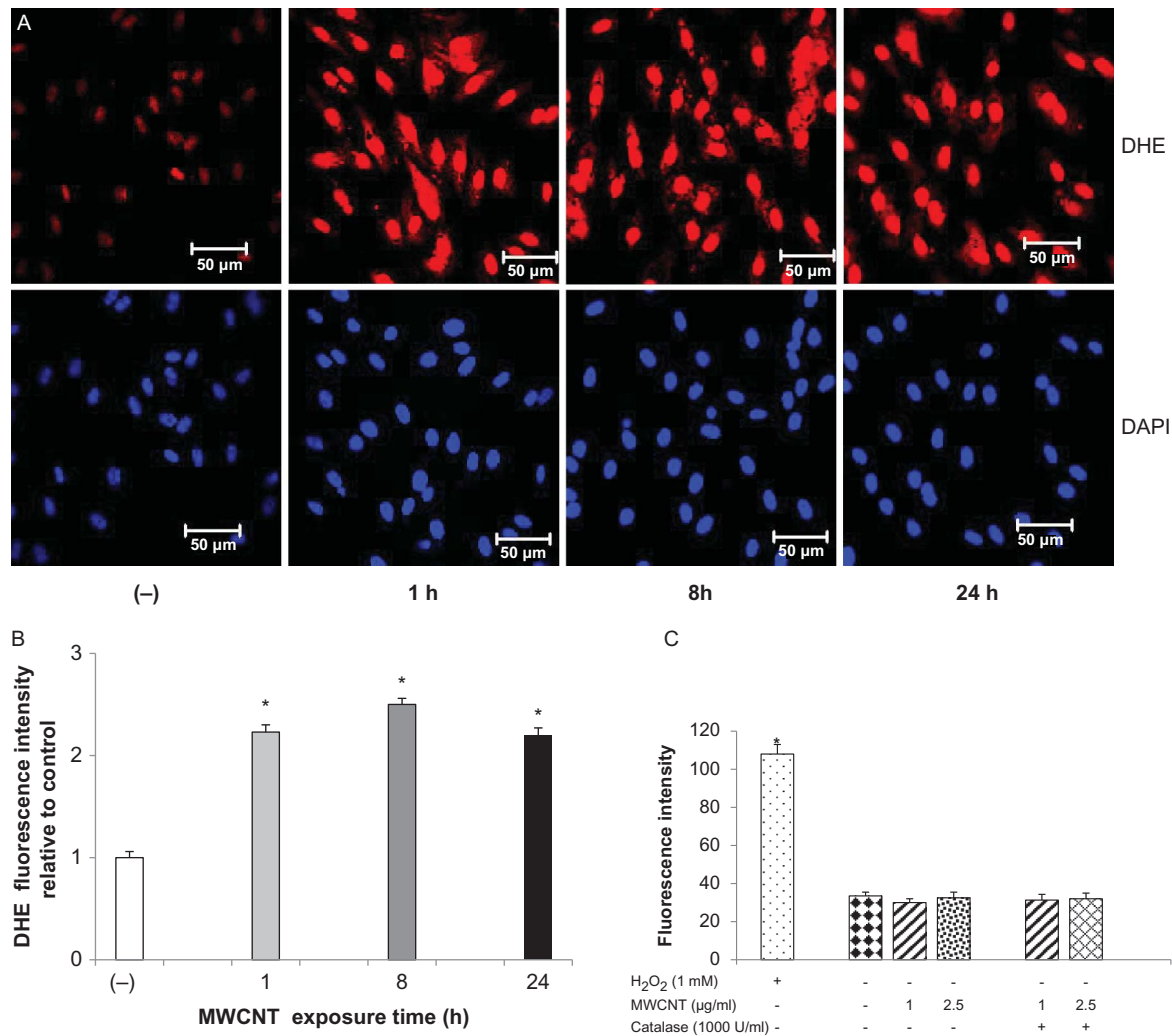 A
DHE
50 µm
50 µm
50 µm
50 µm
DAPI
50 µm
50 µm
50 µm
50 µm
(–) 1 h 8h 24 h
B
DHE fluorescence intensity
relative to control
3
2
1
0
*
*
*
(–) 1 8 24
MWCNT exposure time (h)
C
Fluorescence intensity
120
100
80
60
40
20
0
*
H2O2 (1 mM) + - - - - -
MWCNT (µg/ml) - - 1 2.5 1 2.5
Catalase (1000 U/ml) - - - - + +